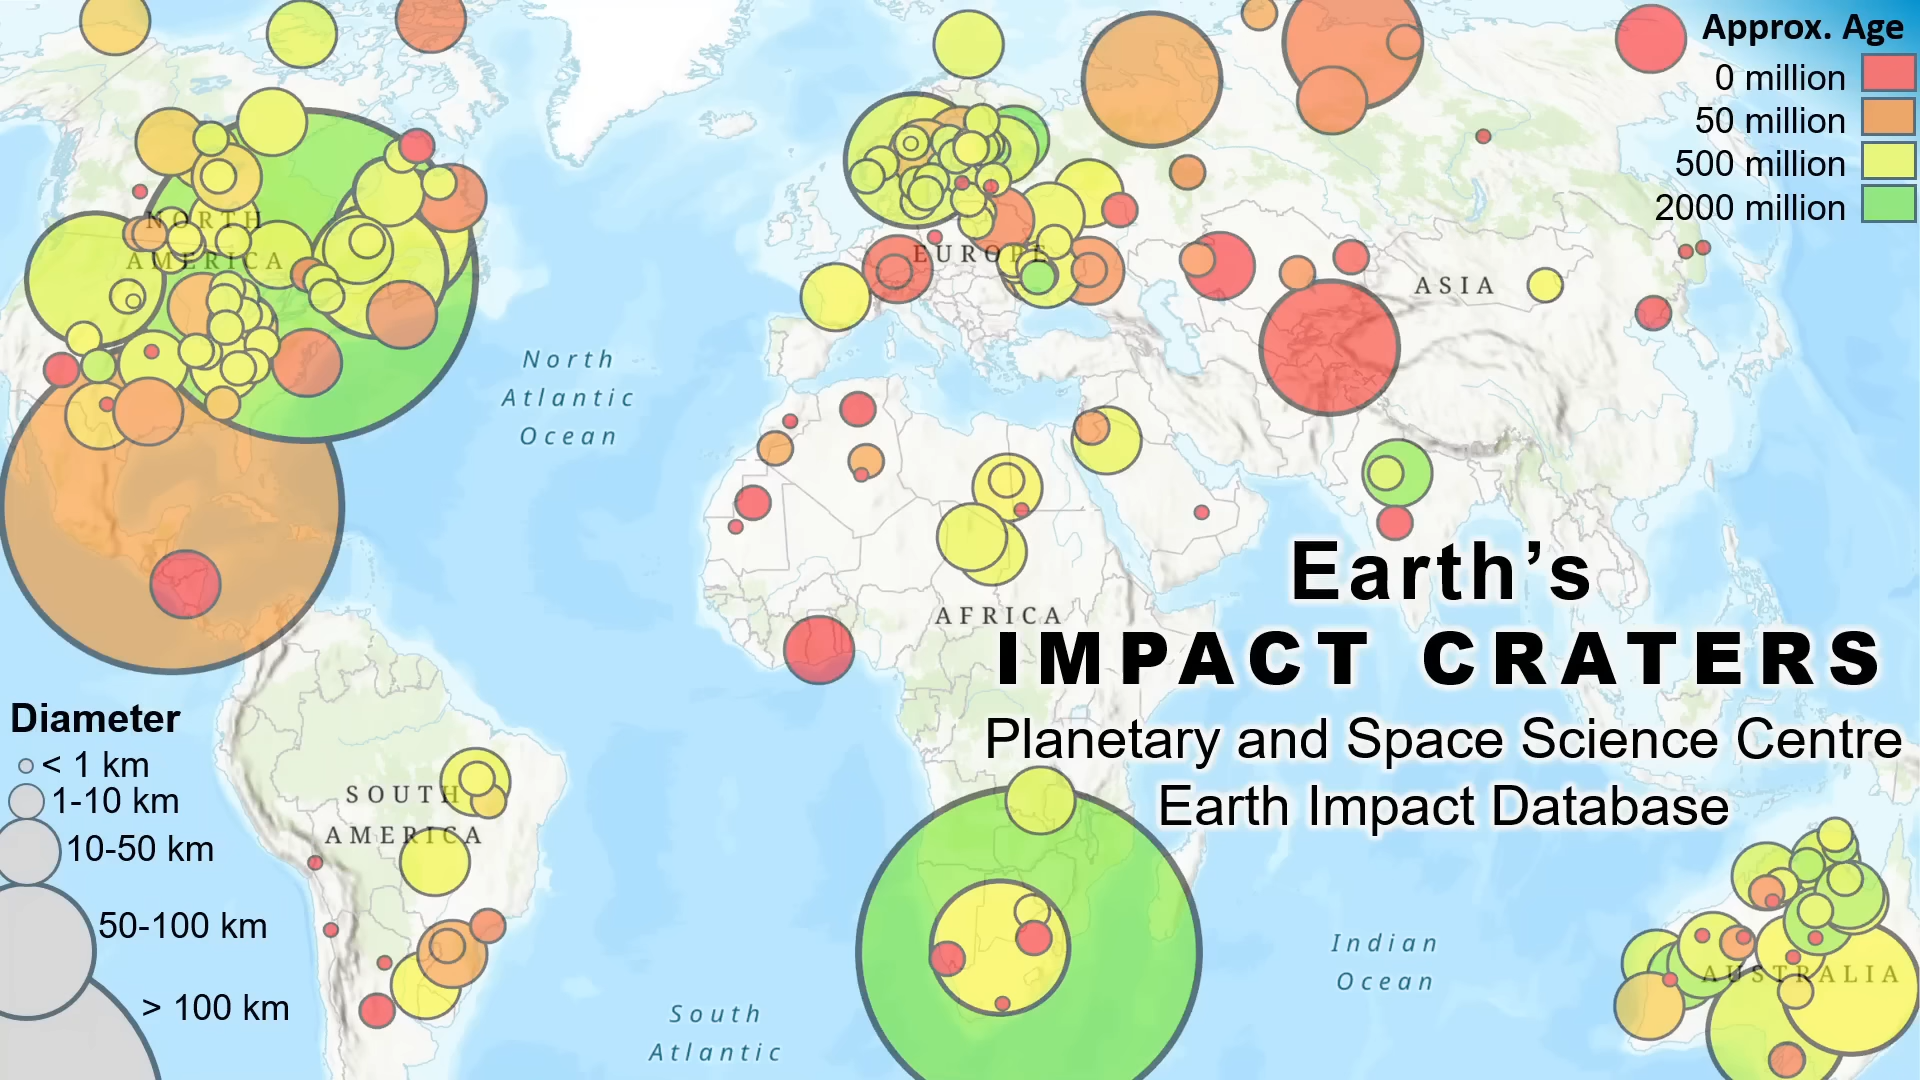 Approx. Age
0 million
50 million
500 million
2000 million
NORTH
AMERICA
EUROPE
ASIA
North
Atlantic
Ocean
AFRICA
Earth’s
IMPACT CRATERS
Planetary and Space Science Centre
Earth Impact Database
Diameter
< 1 km
1-10 km
10-50 km
50-100 km
> 100 km
SOUTH
AMERICA
South
Atlantic
Indian
Ocean
AUSTRALIA